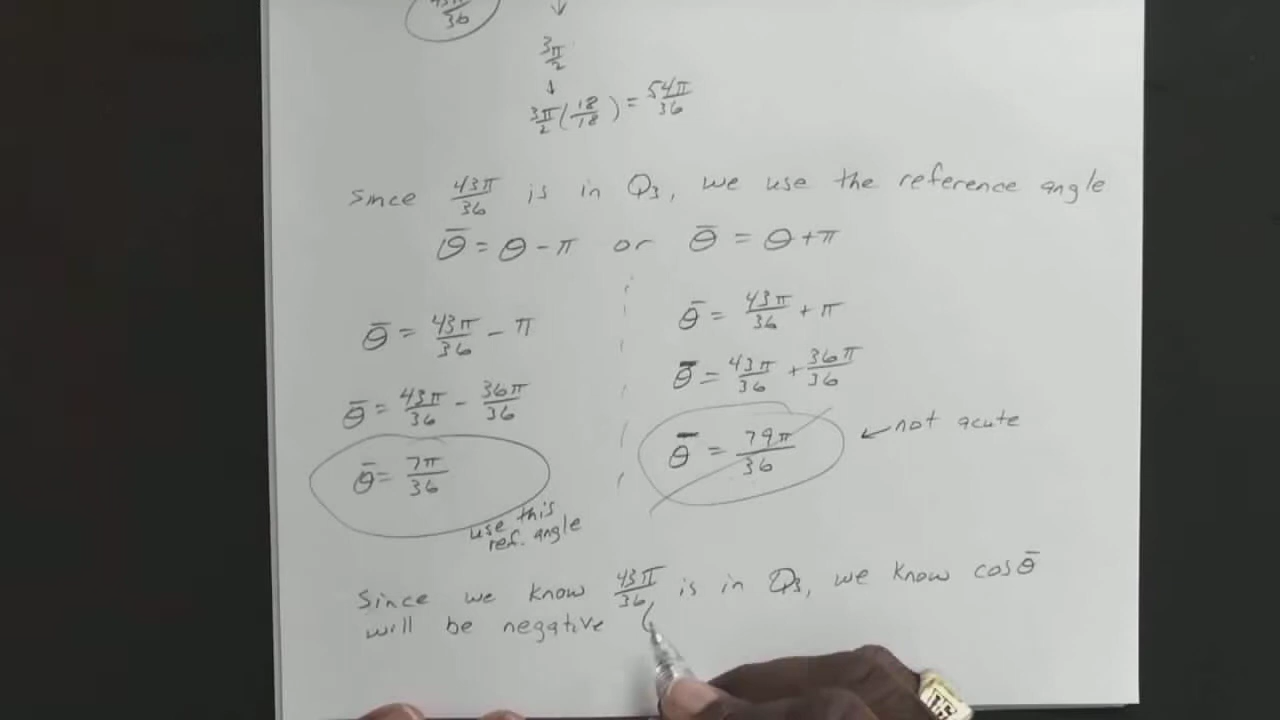 43π/36
↓
3π/2
↓
3π/2 (18/18) = 54π/36
Since 43π/36 is in Q₃, we use the reference angle
θ̄ = θ - π or θ̄ = θ + π
θ̄ = 43π/36 - π
θ̄ = 43π/36 - 36π/36
θ̄ = 7π/36
use this
ref. angle
θ̄ = 43π/36 + π
θ̄ = 43π/36 + 36π/36
θ̄ = 79π/36 ← not acute
Since we know 43π/36 is in Q₃, we know cos θ̄
will be negative (